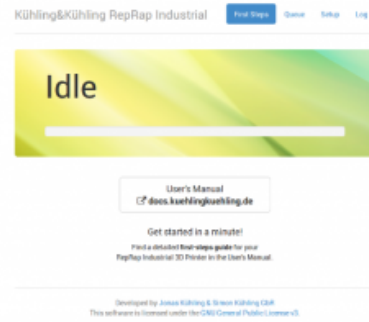 Kühling&Kühling RepRap Industrial
First Steps
Queue
Setup
Log
Idle
User's Manual
docs.kuehlingkuehling.de
Get started in a minute!
Find a detailed first-steps guide for your
RepRap Industrial 3D Printer in the User's Manual.
Developed by Jonas Kühling & Simon Kühling GbR
This software is licensed under the GNU General Public License v3.